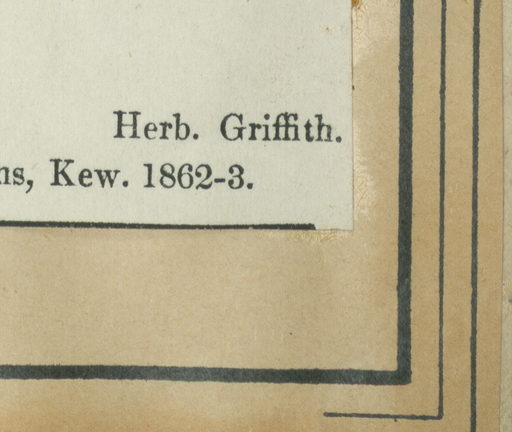 Herb. Griffith.
ns, Kew. 1862-3.